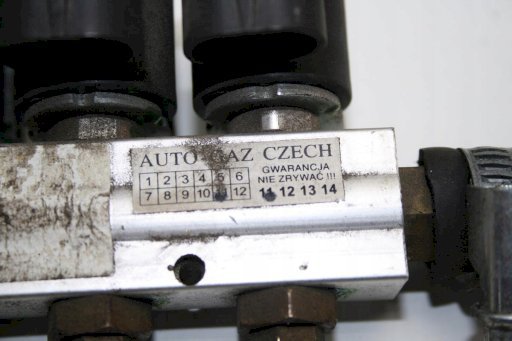 AUTO GAZ CZECH
1 2 3 4 5 6
7 8 9 10 11 12
GWARANCJA
NIE ZRYWAĆ !!!
11 12 13 14